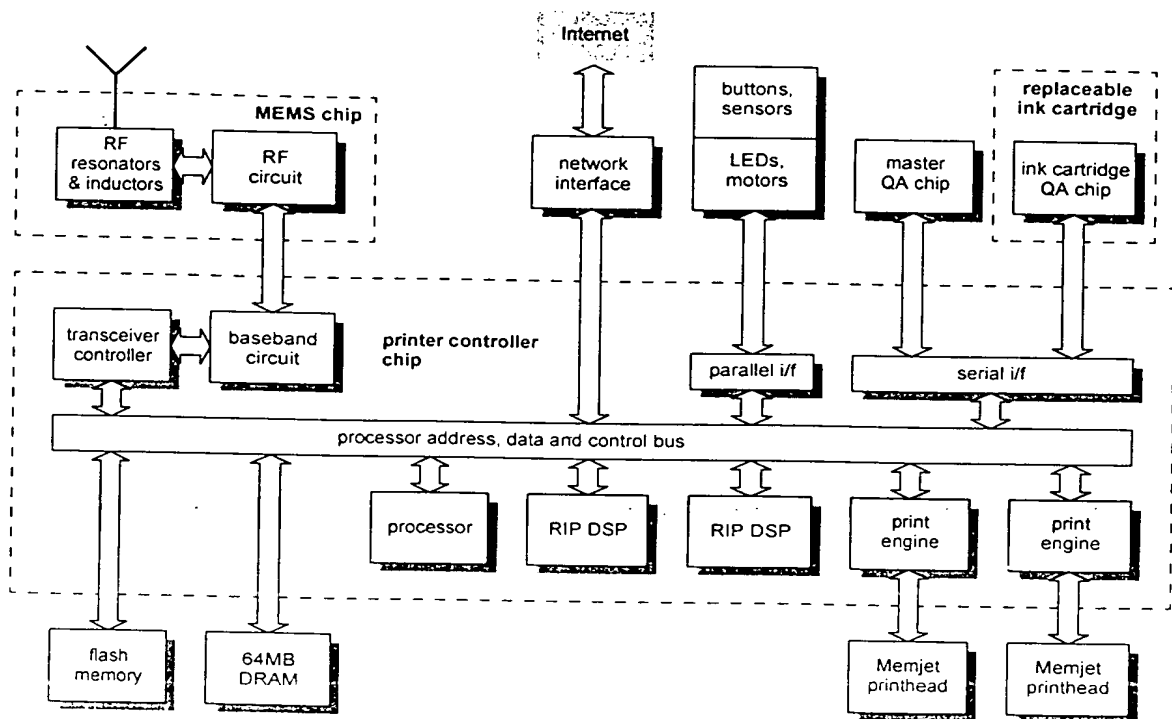 Internet
MEMS chip
RF
resonators
& inductors
RF
circuit
network
interface
buttons,
sensors
LEDs,
motors
master
QA chip
replaceable
ink cartridge
ink cartridge
QA chip
transceiver
controller
baseband
circuit
printer controller
chip
parallel i/f
serial i/f
processor address, data and control bus
processor
RIP DSP
RIP DSP
print
engine
print
engine
flash
memory
64MB
DRAM
Memjet
printhead
Memjet
printhead